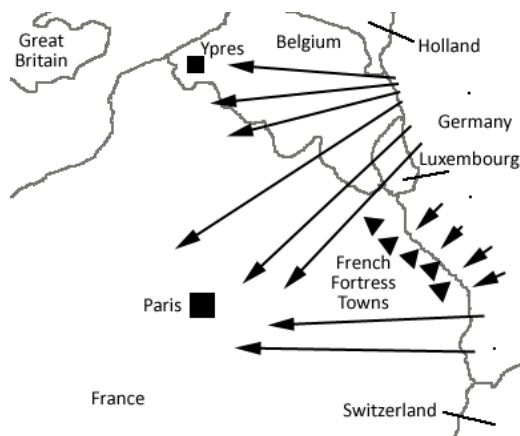 Great
Britain
Ypres
Belgium
Holland
Germany
Luxembourg
French
Fortress
Towns
Paris
France
Switzerland